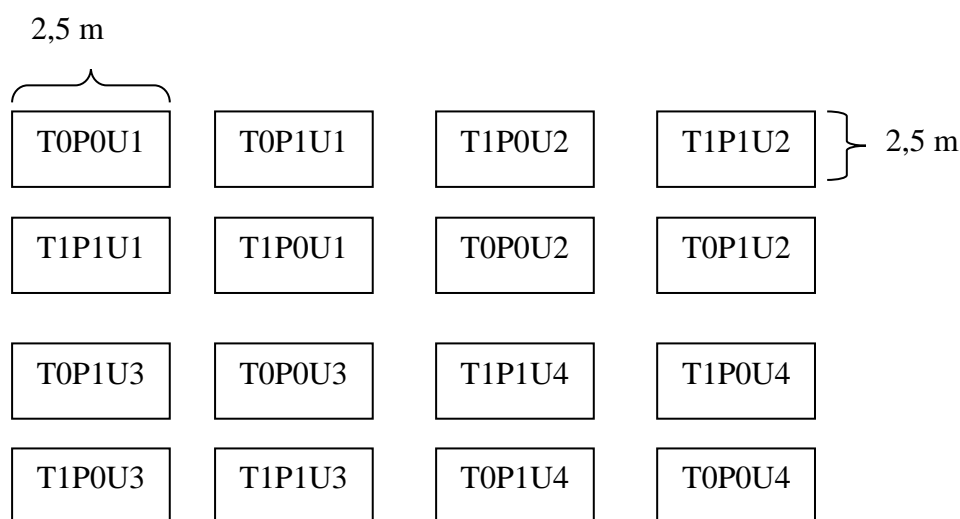 2,5 m
T0P0U1 T0P1U1 T1P0U2 T1P1U2 2,5 m
T1P1U1 T1P0U1 T0P0U2 T0P1U2
T0P1U3 T0P0U3 T1P1U4 T1P0U4
T1P0U3 T1P1U3 T0P1U4 T0P0U4